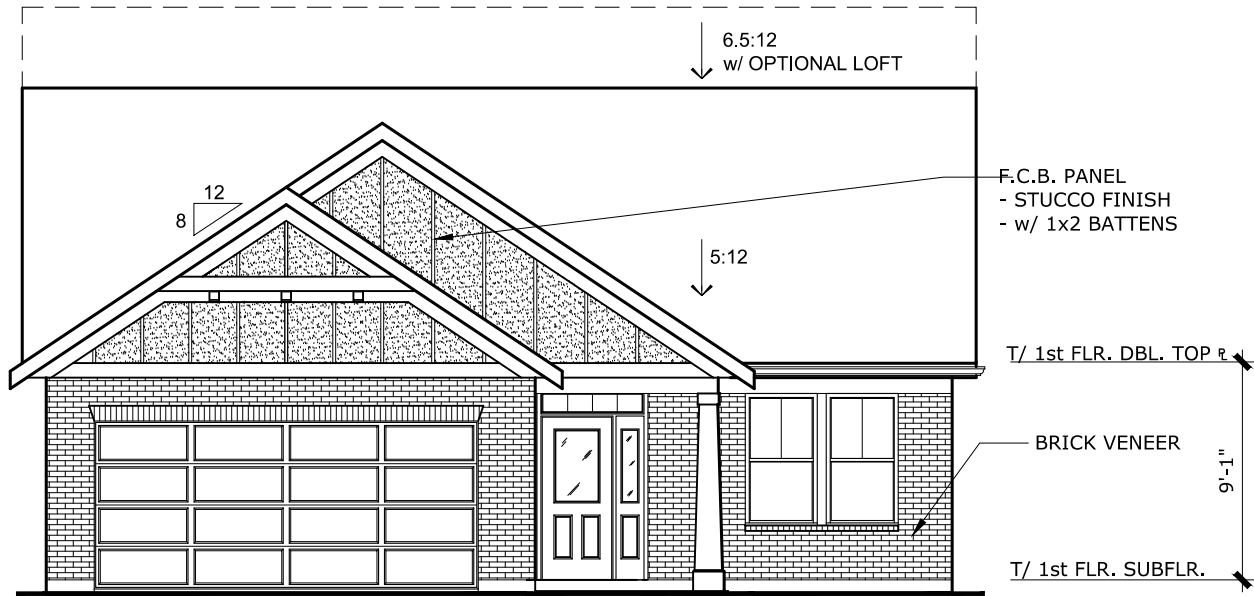 6.5:12
w/ OPTIONAL LOFT
12
8
F.C.B. PANEL
- STUCCO FINISH
- w/ 1x2 BATTENS
5:12
T/ 1st FLR. DBL. TOP ⅊
BRICK VENEER
9'-1"
T/ 1st FLR. SUBFLR.